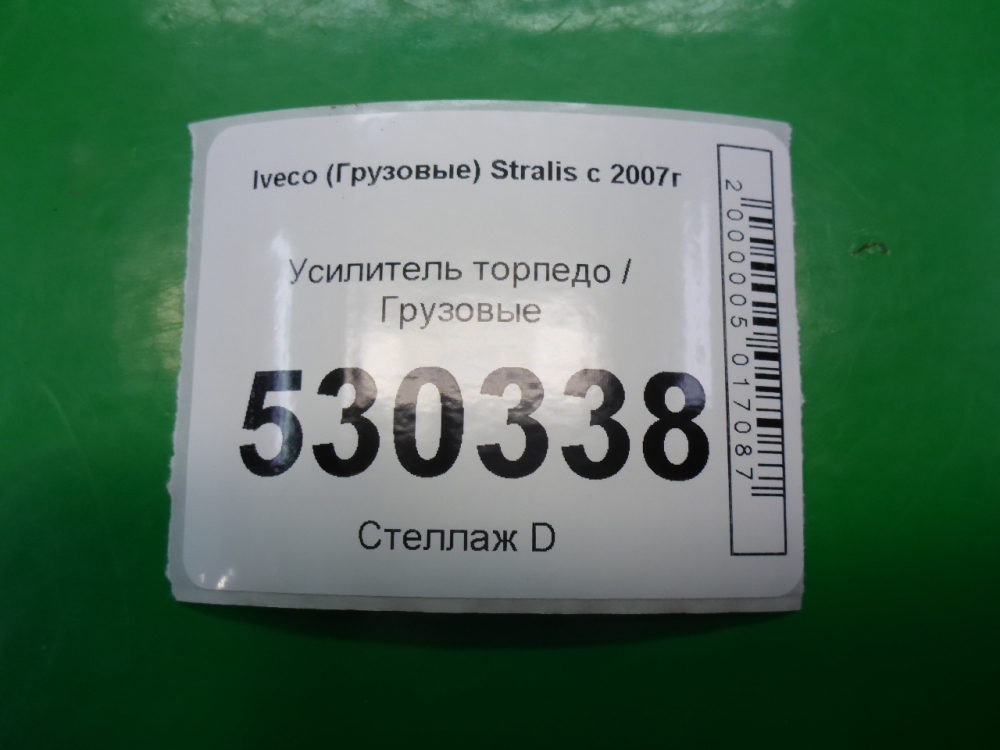 Iveco (Грузовые) Stralis с 2007г
Усилитель торпедо /
Грузовые
530338
Стеллаж D
2000005017087